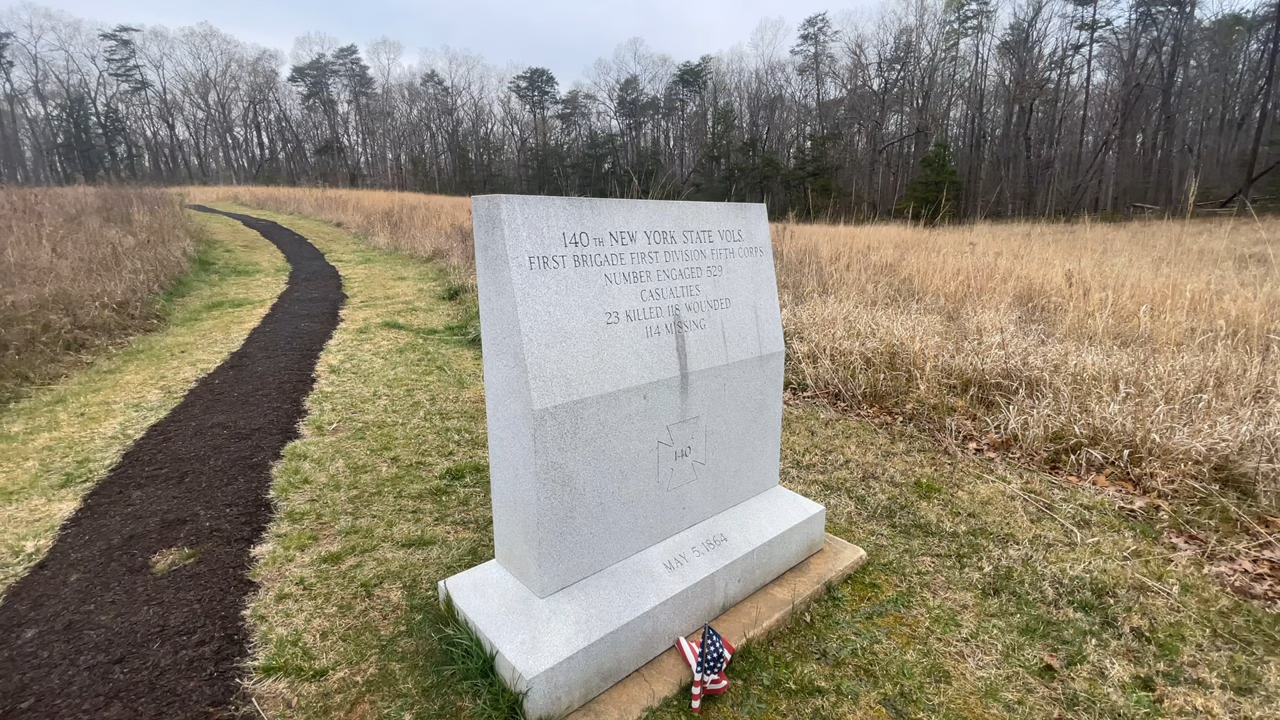 140TH NEW YORK STATE VOLS.
FIRST BRIGADE FIRST DIVISION FIFTH CORPS
NUMBER ENGAGED 529
CASUALTIES
23 KILLED, 118 WOUNDED
114 MISSING
140
MAY 5, 1864